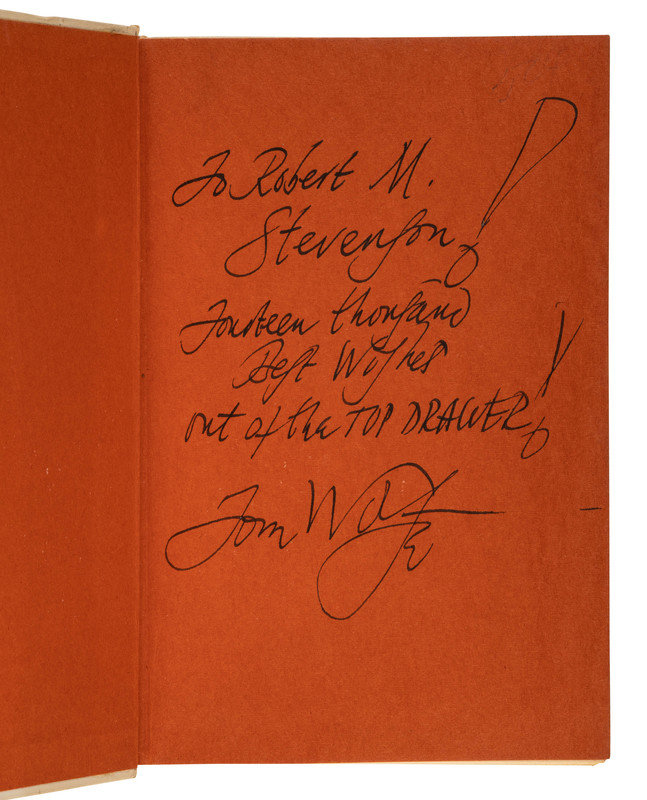 To Robert M.
Stevenson!
Fourteen thousand
Best Wishes
out of the TOP DRAWER!
Tom Wolfe